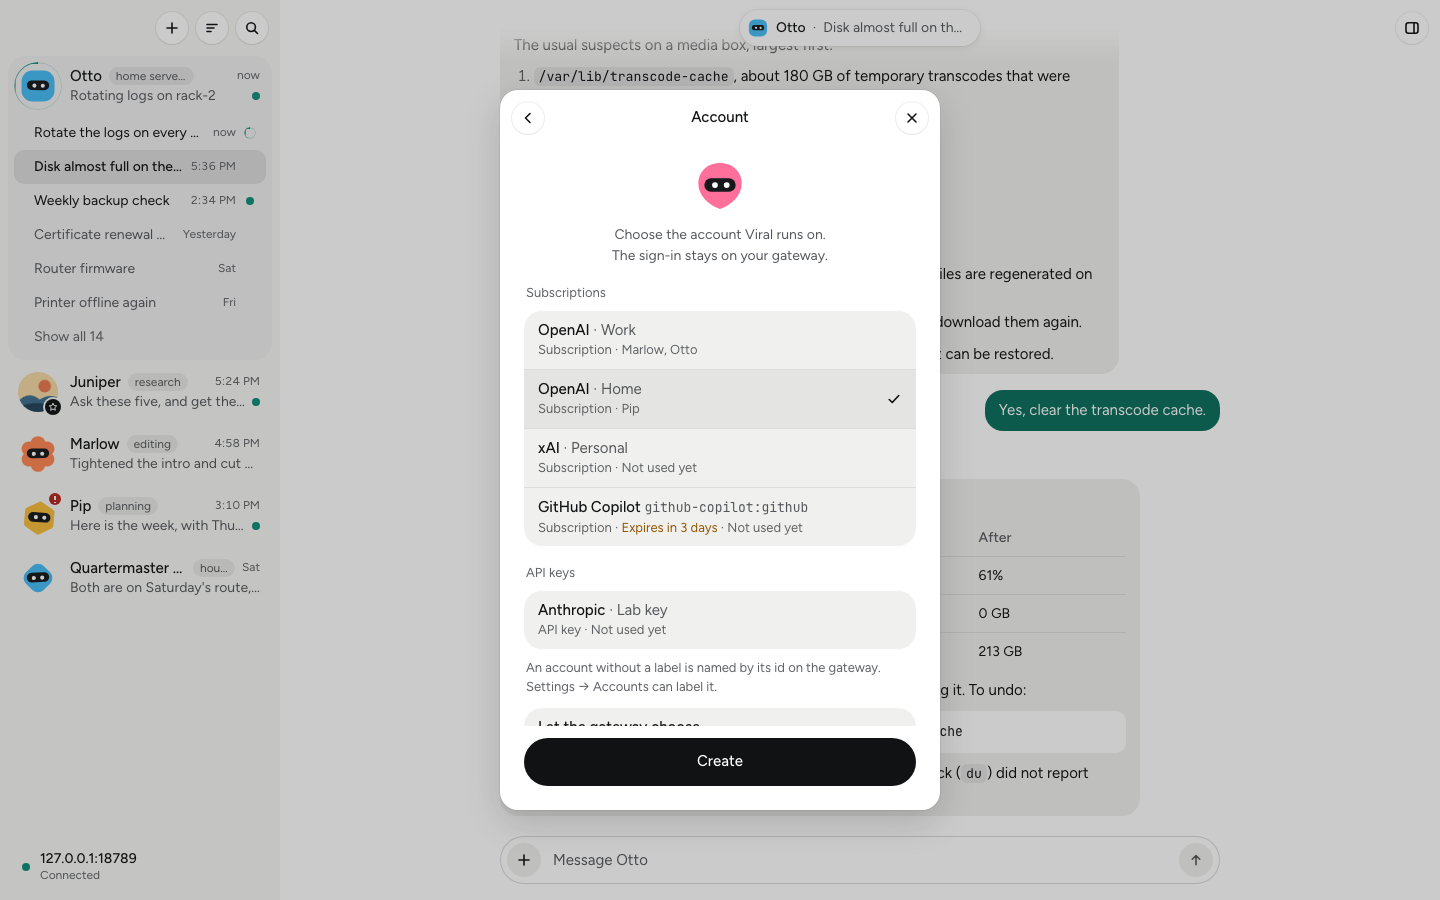 Otto home serve... now
Rotating logs on rack-2
Rotate the logs on every ... now
Disk almost full on the... 5:36 PM
Weekly backup check 2:34 PM
Certificate renewal ... Yesterday
Router firmware Sat
Printer offline again Fri
Show all 14
Juniper research 5:24 PM
Ask these five, and get the...
Marlow editing 4:58 PM
Tightened the intro and cut ...
Pip planning 3:10 PM
Here is the week, with Thu...
Quartermaster ... hou... Sat
Both are on Saturday's route,...
127.0.0.1:18789
Connected
Otto · Disk almost full on th...
The usual suspects on a media box, largest first:
1. /var/lib/transcode-cache, about 180 GB of temporary transcodes that were
Account
Choose the account Viral runs on.
The sign-in stays on your gateway.
Subscriptions
OpenAI · Work
Subscription · Marlow, Otto
OpenAI · Home
Subscription · Pip
xAI · Personal
Subscription · Not used yet
GitHub Copilot github-copilot:github
Subscription · Expires in 3 days · Not used yet
API keys
Anthropic · Lab key
API key · Not used yet
An account without a label is named by its id on the gateway.
Settings → Accounts can label it.
Let the gateway choose
Create
iles are regenerated on
download them again.
can be restored.
Yes, clear the transcode cache.
After
61%
0 GB
213 GB
g it. To undo:
che
ck (du) did not report
Message Otto